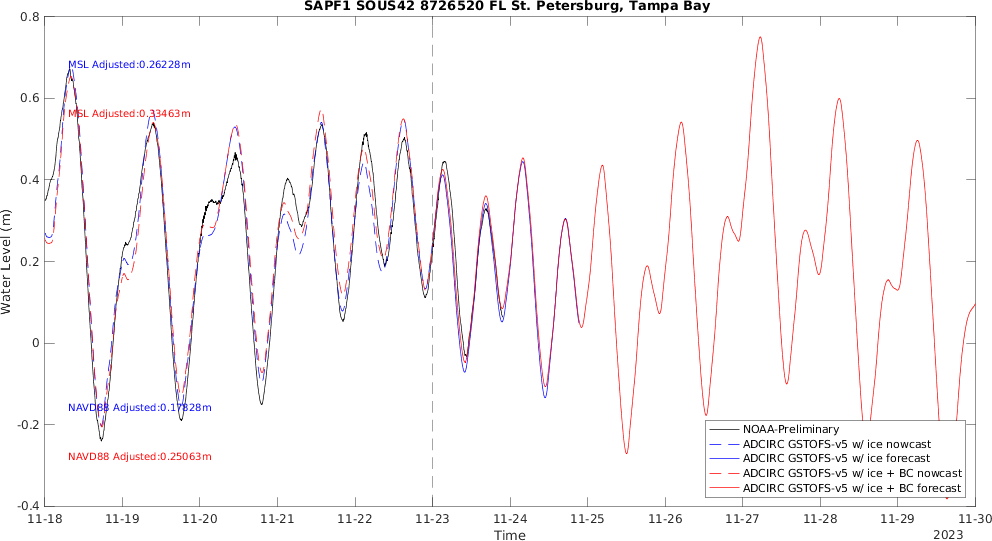 SAPF1 SOUS42 8726520 FL St. Petersburg, Tampa Bay
0.8
0.6
0.4
0.2
0
-0.2
-0.4
Water Level (m)
MSL Adjusted:0.26228m
MSL Adjusted:0.33463m
NAVD88 Adjusted:0.17828m
NAVD88 Adjusted:0.25063m
NOAA-Preliminary
ADCIRC GSTOFS-v5 w/ ice nowcast
ADCIRC GSTOFS-v5 w/ ice forecast
ADCIRC GSTOFS-v5 w/ ice + BC nowcast
ADCIRC GSTOFS-v5 w/ ice + BC forecast
11-18 11-19 11-20 11-21 11-22 11-23 11-24 11-25 11-26 11-27 11-28 11-29 11-30
Time
2023